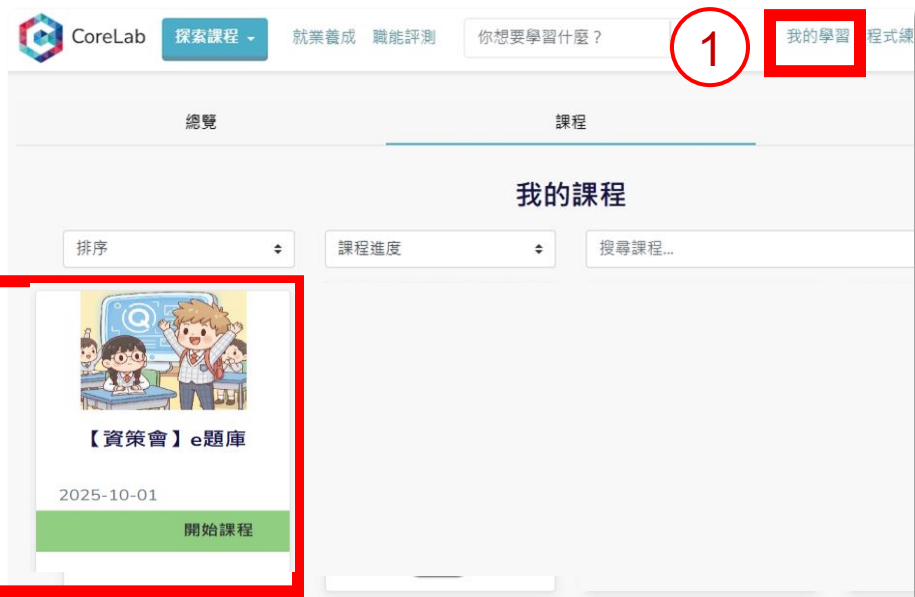 CoreLab 探索課程 就業養成 職能評測 你想要學習什麼？ 1 我的學習 程式練
總覽 課程
我的課程
排序 課程進度 搜尋課程...
【資策會】e題庫
2025-10-01
開始課程